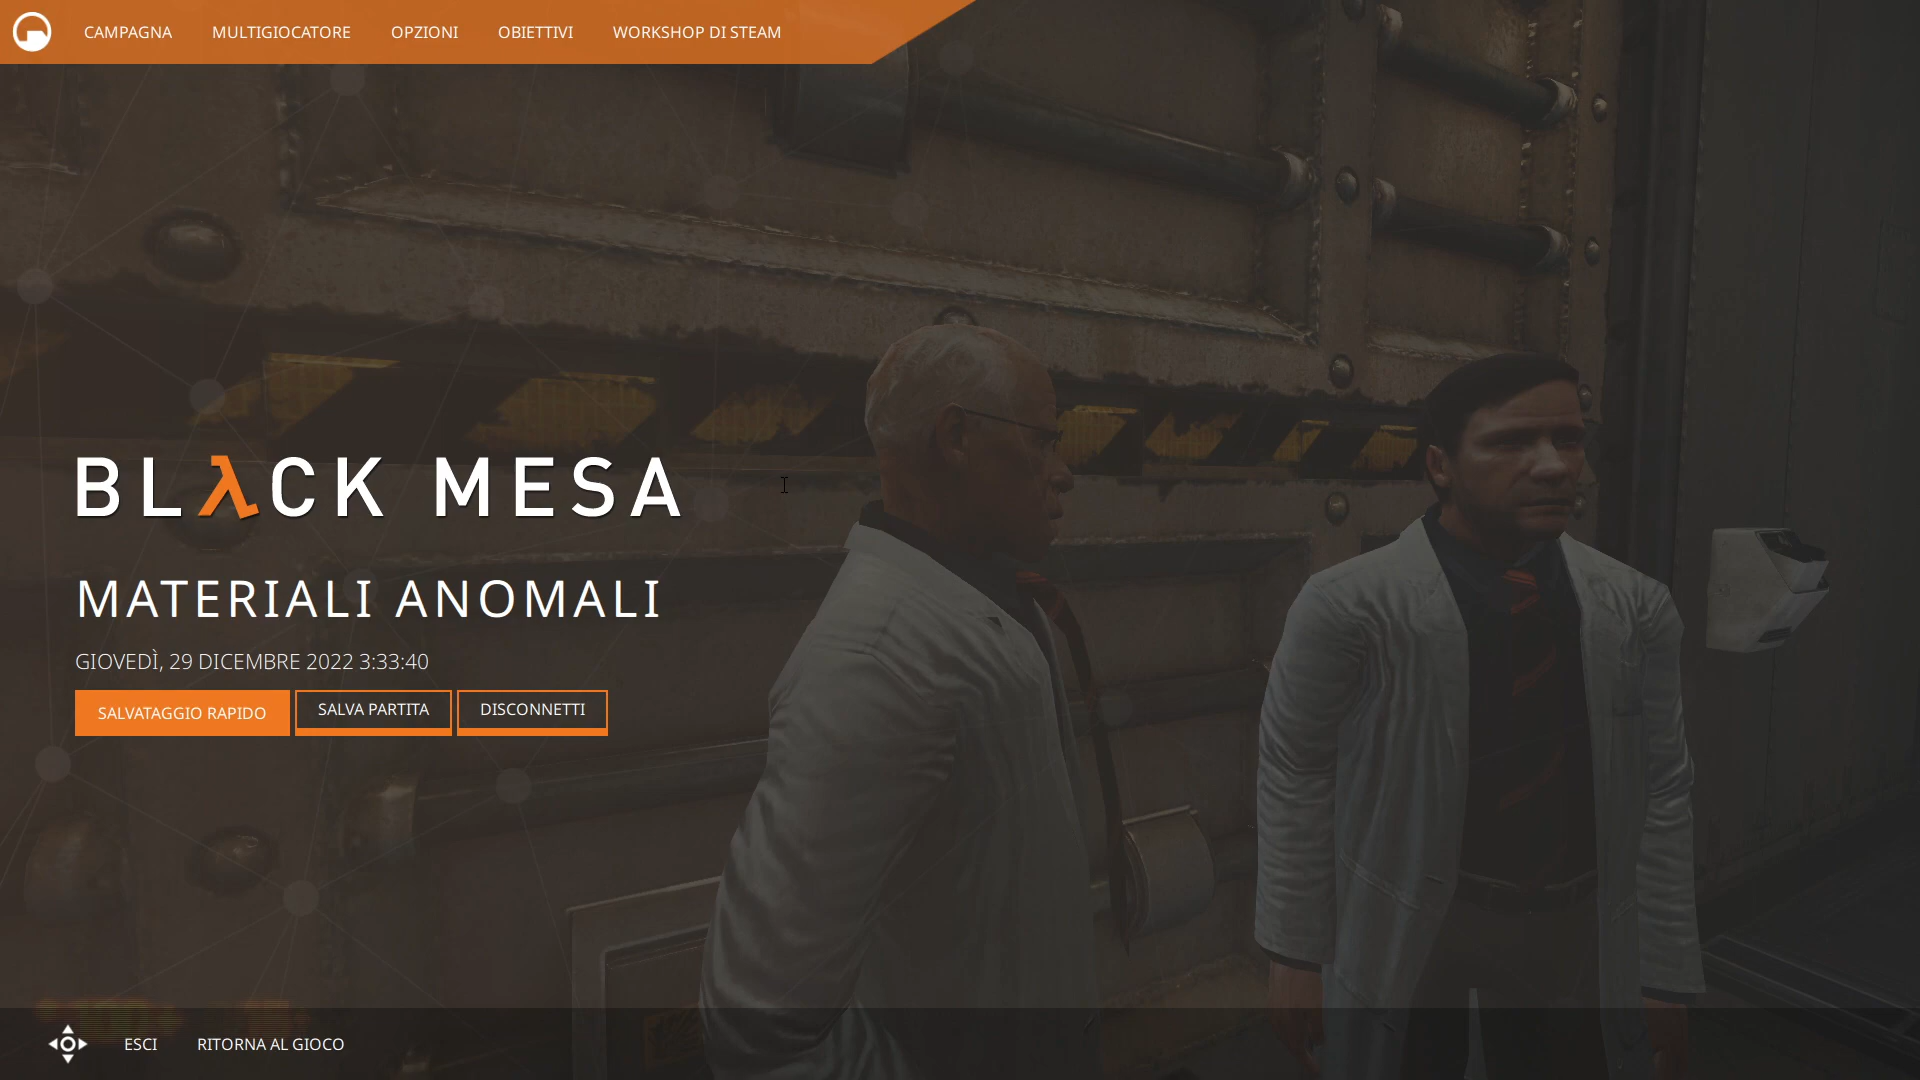 CAMPAGNA MULTIGIOCATORE OPZIONI OBIETTIVI WORKSHOP DI STEAM
BLλCK MESA
MATERIALI ANOMALI
GIOVEDÌ, 29 DICEMBRE 2022 3:33:40
SALVATAGGIO RAPIDO SALVA PARTITA DISCONNETTI
ESCI RITORNA AL GIOCO